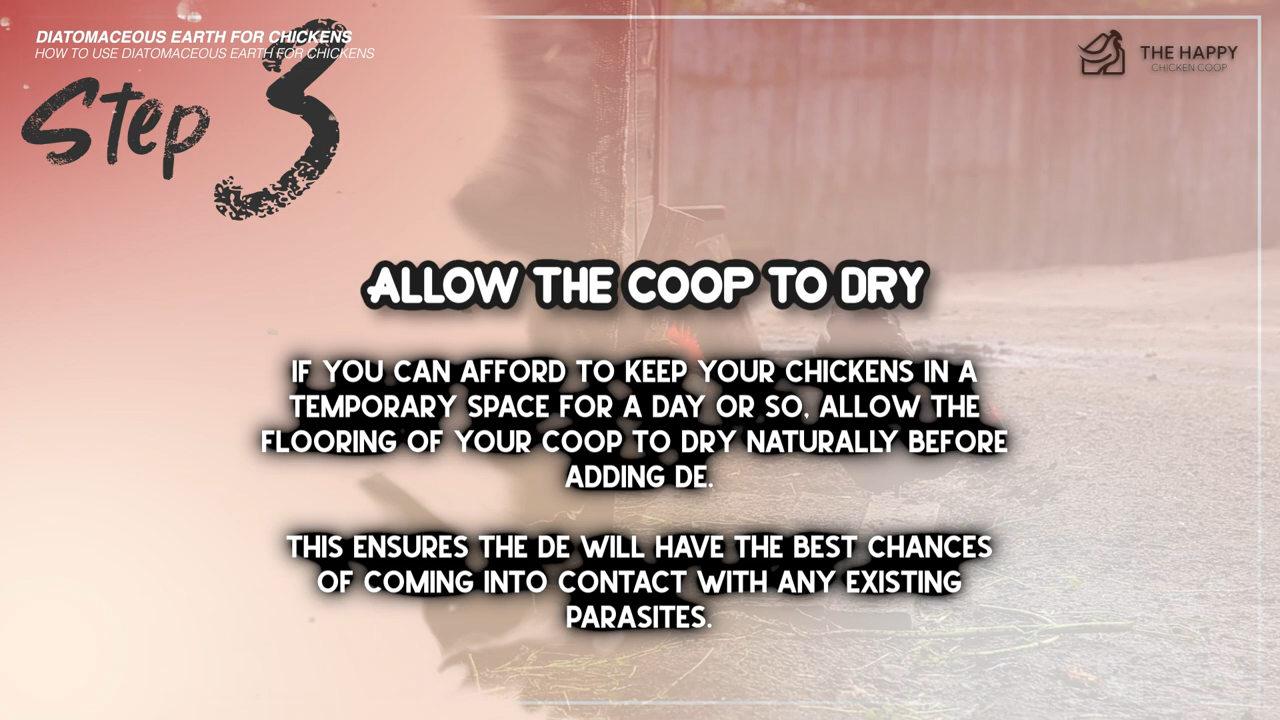 DIATOMACEOUS EARTH FOR CHICKENS
HOW TO USE DIATOMACEOUS EARTH FOR CHICKENS
Step 3
THE HAPPY
CHICKEN COOP
ALLOW THE COOP TO DRY
IF YOU CAN AFFORD TO KEEP YOUR CHICKENS IN A
TEMPORARY SPACE FOR A DAY OR SO, ALLOW THE
FLOORING OF YOUR COOP TO DRY NATURALLY BEFORE
ADDING DE.
THIS ENSURES THE DE WILL HAVE THE BEST CHANCES
OF COMING INTO CONTACT WITH ANY EXISTING
PARASITES.